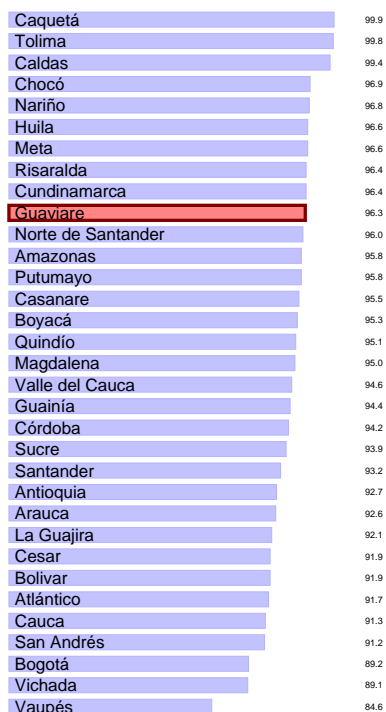 Caquetá 99.9
Tolima 99.8
Caldas 99.4
Chocó 96.9
Nariño 96.8
Huila 96.6
Meta 96.6
Risaralda 96.4
Cundinamarca 96.4
Guaviare 96.3
Norte de Santander 96.0
Amazonas 95.8
Putumayo 95.8
Casanare 95.5
Boyacá 95.3
Quindío 95.1
Magdalena 95.0
Valle del Cauca 94.6
Guainía 94.4
Córdoba 94.2
Sucre 93.9
Santander 93.2
Antioquia 92.7
Arauca 92.6
La Guajira 92.1
Cesar 91.9
Bolivar 91.9
Atlántico 91.7
Cauca 91.3
San Andrés 91.2
Bogotá 89.2
Vichada 89.1
Vaupés 84.6